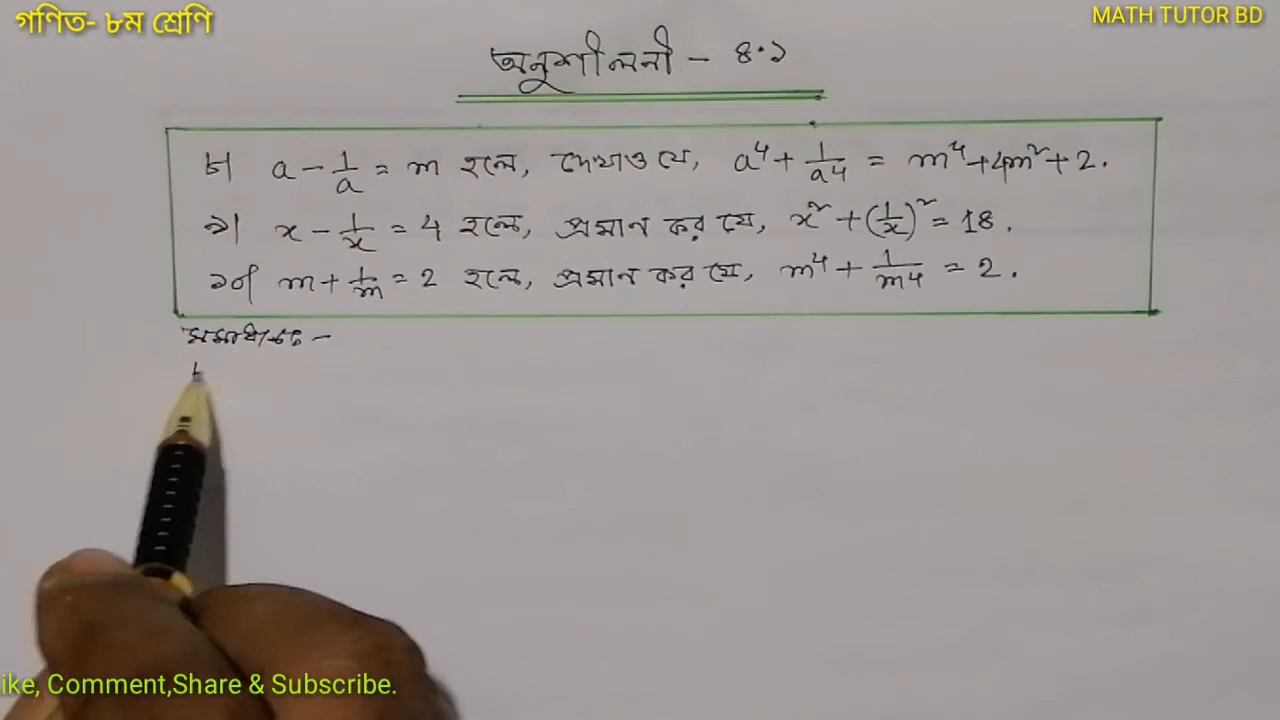 গণিত- ৮ম শ্রেণি
MATH TUTOR BD
অনুশীলনী - ৪.১
৮। a - 1/a = m হলে, দেখাও যে, a⁴ + 1/a⁴ = m⁴ + 4m² + 2.
৯। x - 1/x = 4 হলে, প্রমান কর যে, x² + (1/x)² = 18.
১০। m + 1/m = 2 হলে, প্রমান কর যে, m⁴ + 1/m⁴ = 2.
ike, Comment,Share & Subscribe.